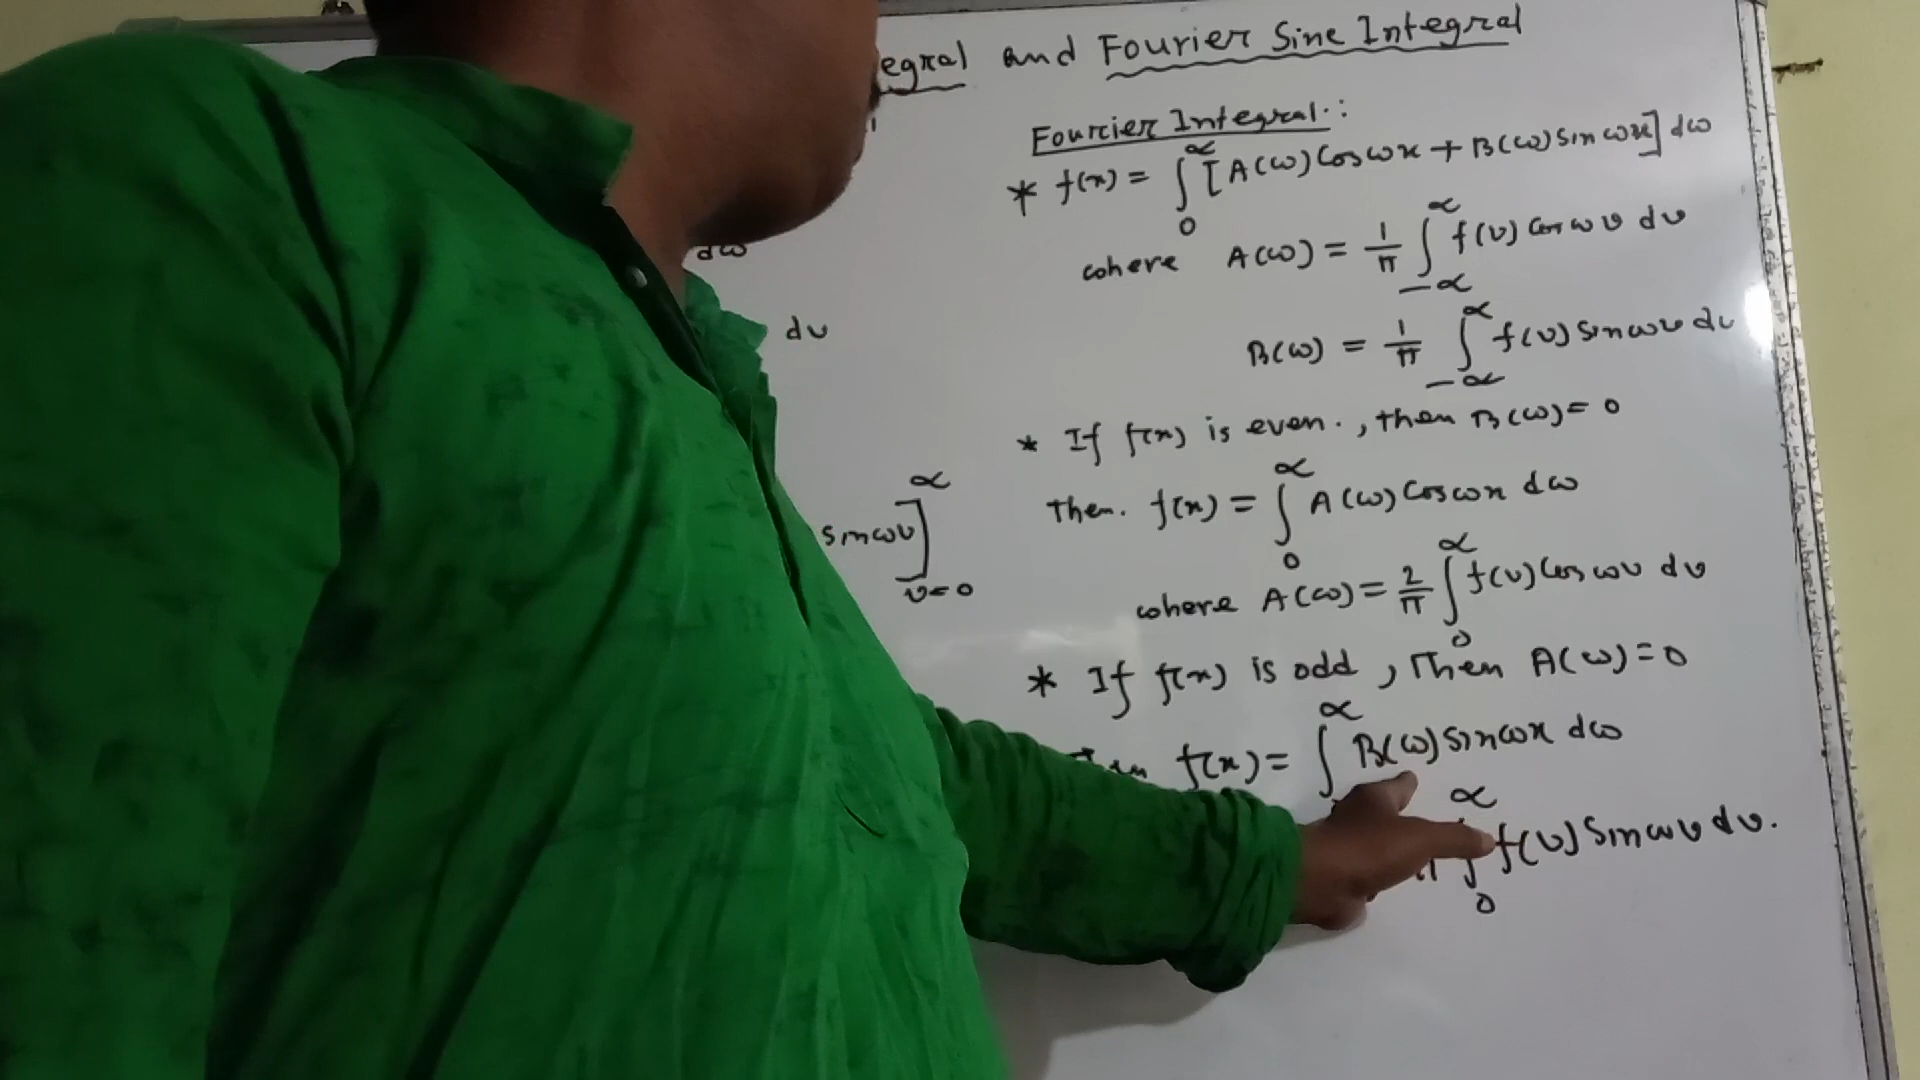 egral and Fourier Sine Integral
Fourier Integral:
* f(x) = ∫₀^∝ [A(ω) Cos ωx + B(ω) sin ωx] dω
dω
where A(ω) = 1/π ∫₋∝^∝ f(v) Cos ωv dv
dv
B(ω) = 1/π ∫₋∝^∝ f(v) sin ωv dv
* If f(x) is even., then B(ω) = 0
Then. f(x) = ∫₀^∝ A(ω) Cos ωx dω
sin ωv]_{v=0}^∝
where A(ω) = 2/π ∫₀^∝ f(v) Cos ωv dv
* If f(x) is odd, Then A(ω) = 0
f(x) = ∫ ^∝ B(ω) sin ωx dω
∫₀^∝ f(v) Sin ωv dv.